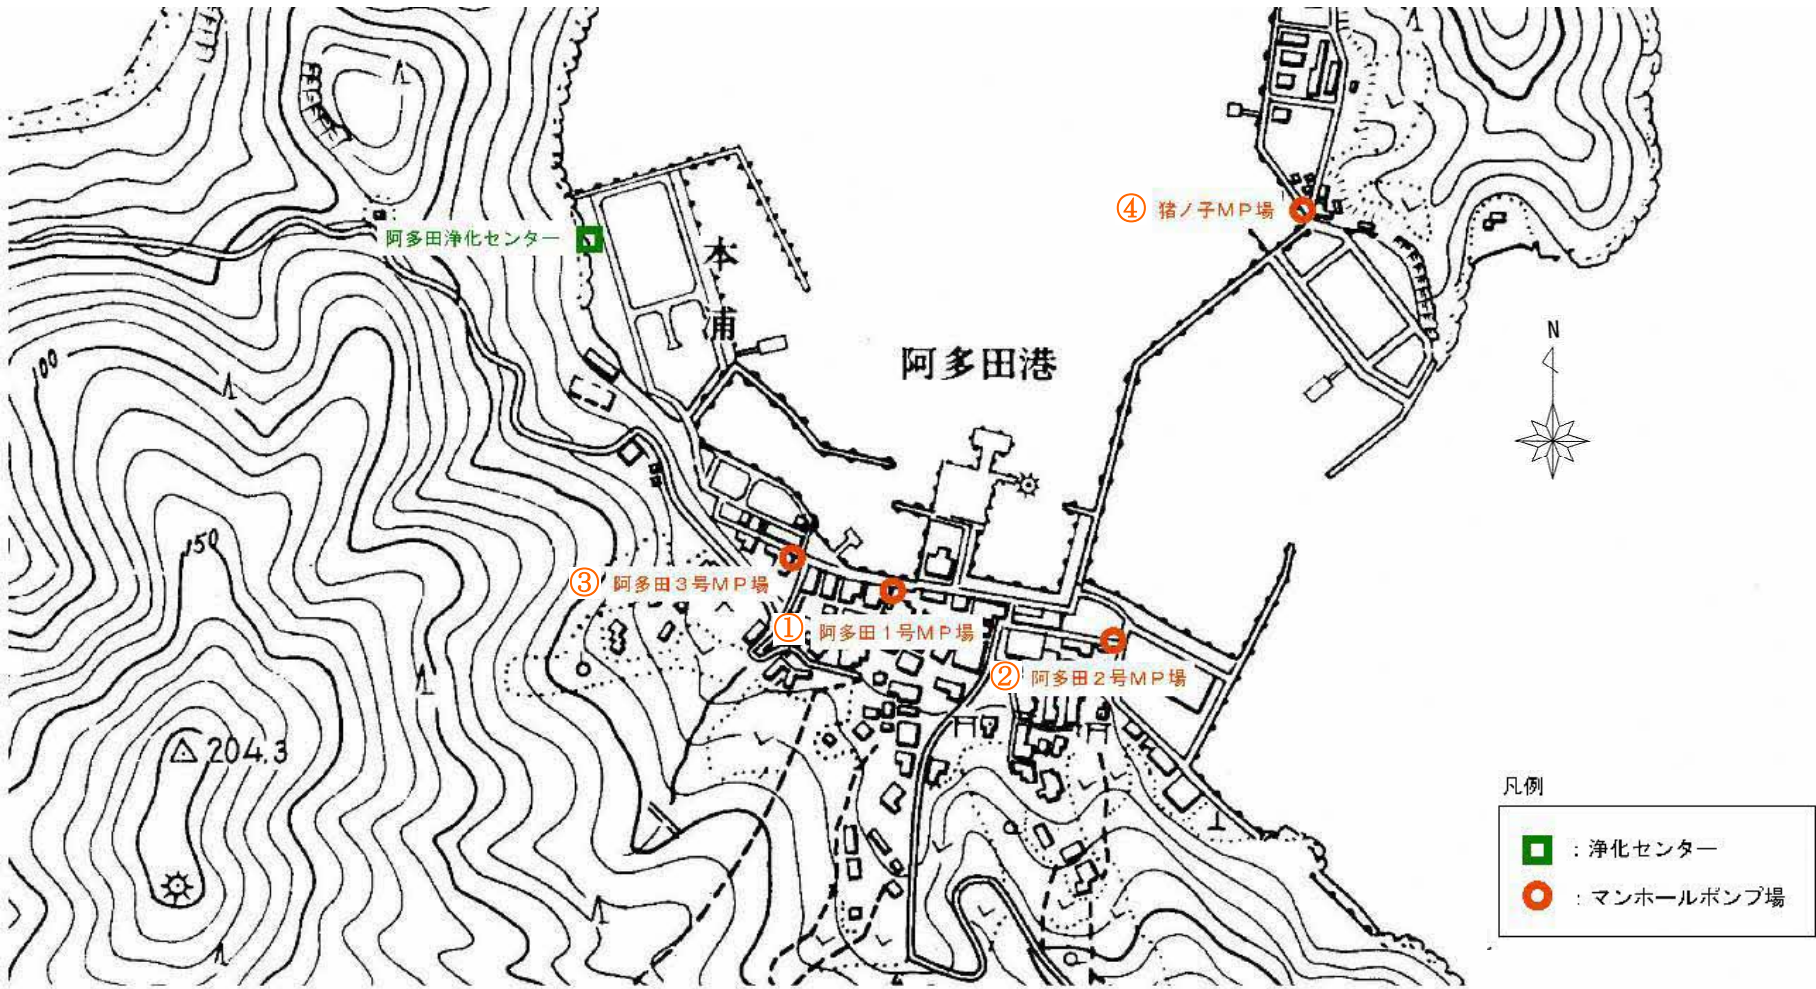 ④ 猪ノ子MP場
阿多田浄化センター
本浦
阿多田港
N
100
150
③ 阿多田3号MP場
① 阿多田1号MP場
② 阿多田2号MP場
204.3
凡例
：浄化センター
：マンホールポンプ場